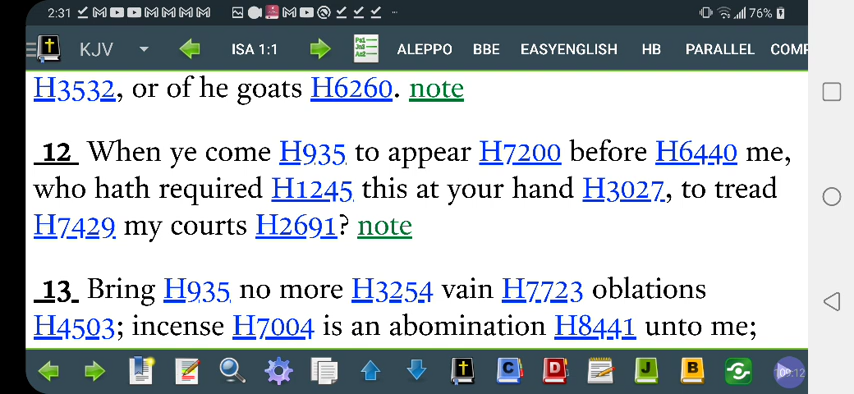 2:31 76%
KJV ISA 1:1 ALEPPO BBE EASYENGLISH HB PARALLEL COMP
H3532, or of he goats H6260. note
12 When ye come H935 to appear H7200 before H6440 me,
who hath required H1245 this at your hand H3027, to tread
H7429 my courts H2691? note
13 Bring H935 no more H3254 vain H7723 oblations
H4503; incense H7004 is an abomination H8441 unto me;
C D J B 09:12